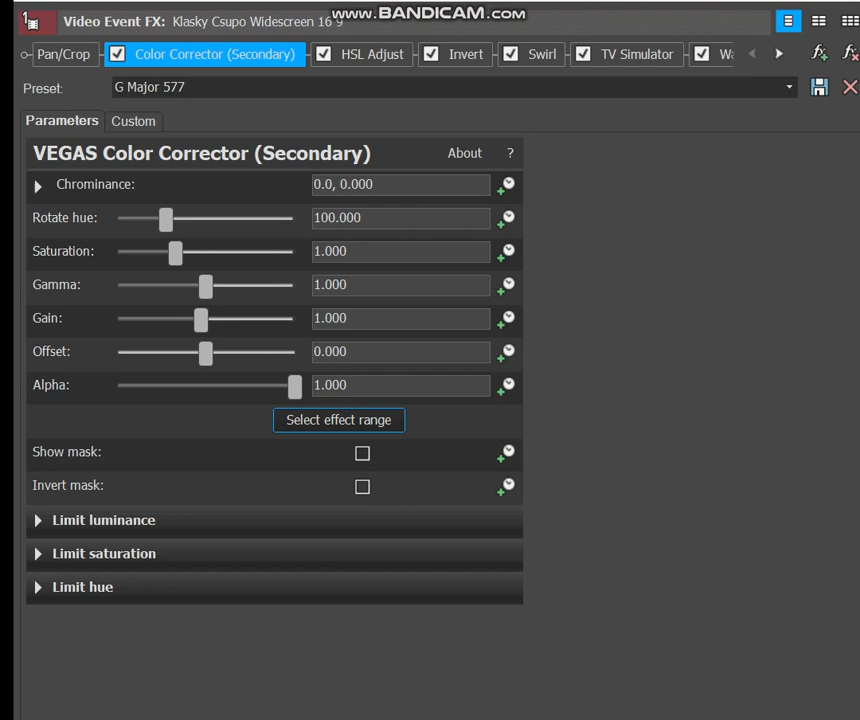 www.BANDICAM.com
1
Video Event FX: Klasky Csupo Widescreen 16 9
Pan/Crop Color Corrector (Secondary) HSL Adjust Invert Swirl TV Simulator
Preset: G Major 577
Parameters Custom
VEGAS Color Corrector (Secondary) About ?
Chrominance: 0.0, 0.000
Rotate hue: 100.000
Saturation: 1.000
Gamma: 1.000
Gain: 1.000
Offset: 0.000
Alpha: 1.000
Select effect range
Show mask:
Invert mask:
Limit luminance
Limit saturation
Limit hue